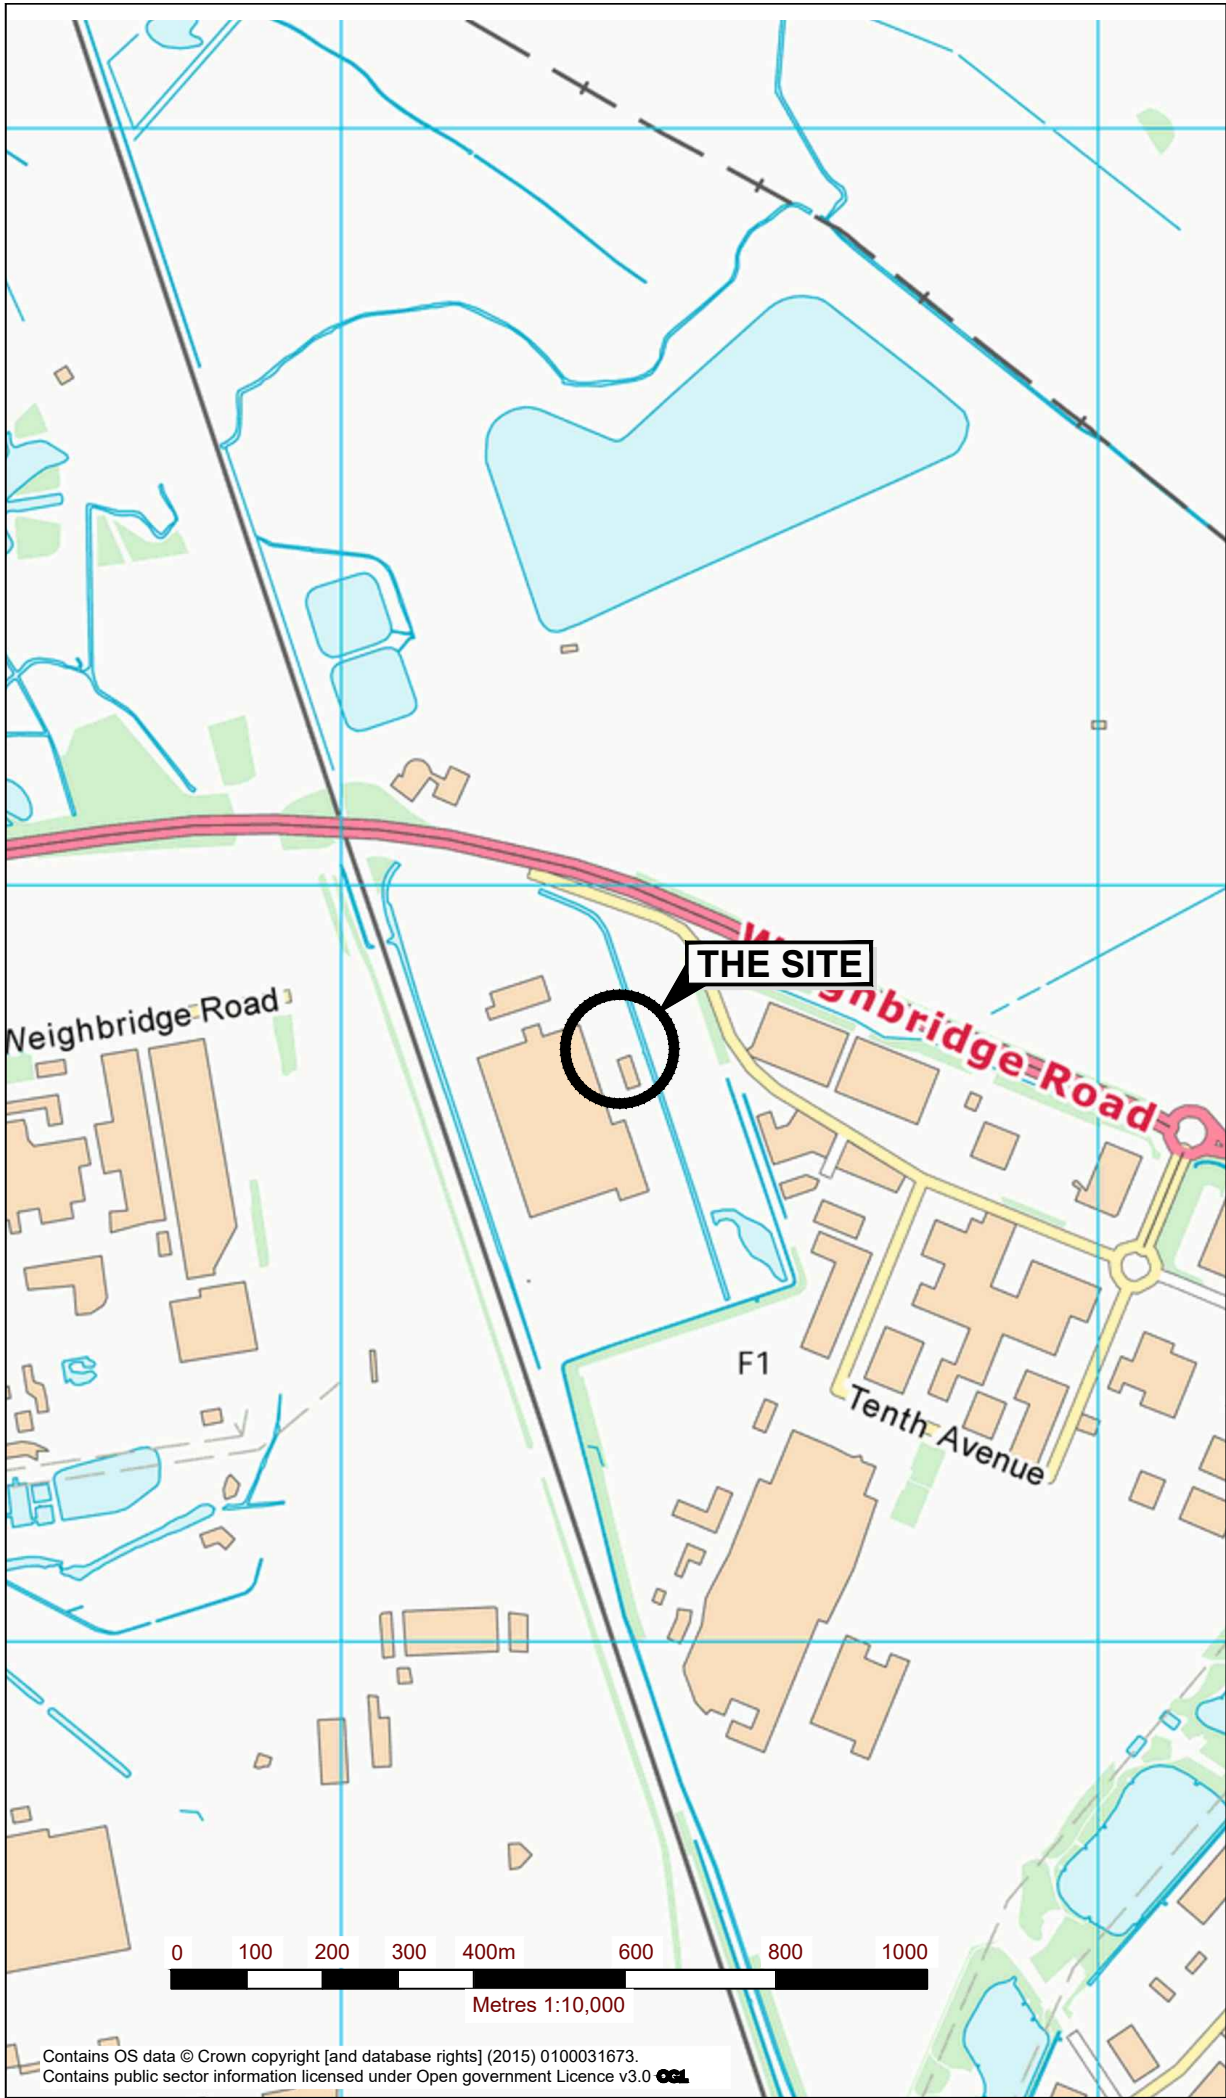 THE SITE
Weighbridge Road
Weighbridge Road
F1
Tenth Avenue
0 100 200 300 400m 600 800 1000
Metres 1:10,000
Contains OS data © Crown copyright [and database rights] (2015) 0100031673.
Contains public sector information licensed under Open government Licence v3.0 OGL